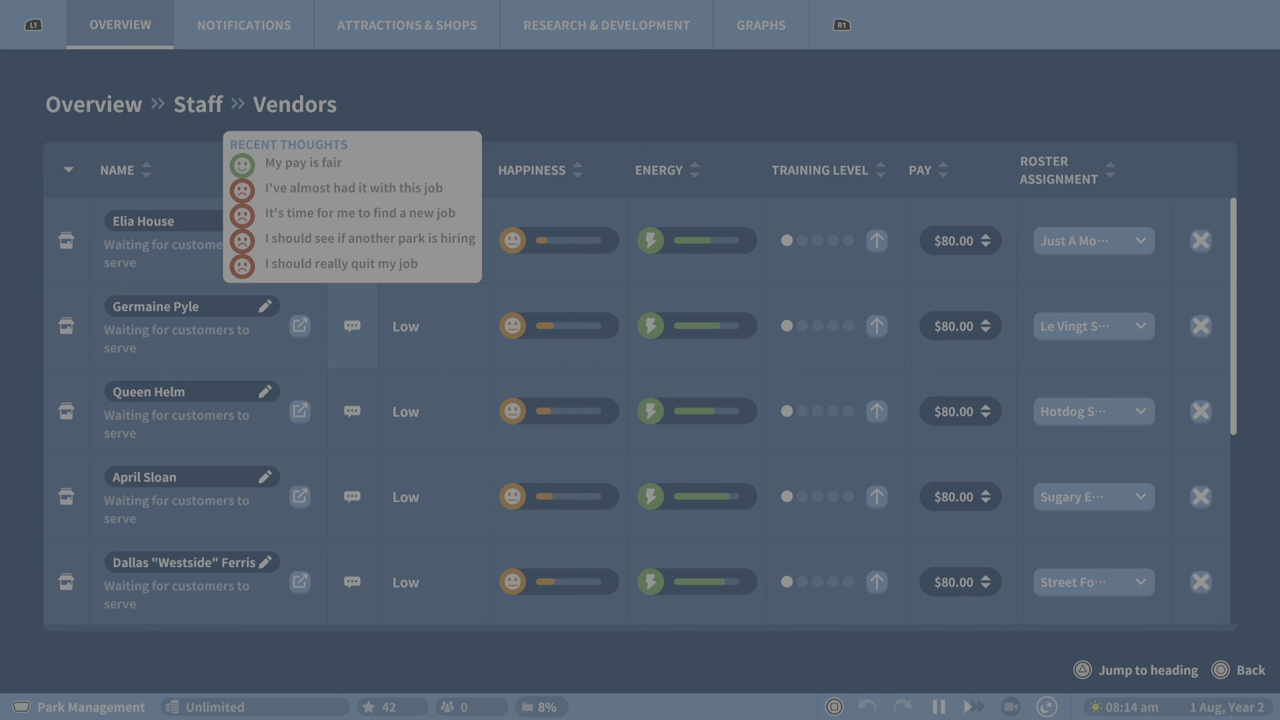 L1
OVERVIEW
NOTIFICATIONS
ATTRACTIONS & SHOPS
RESEARCH & DEVELOPMENT
GRAPHS
R1
Overview » Staff » Vendors
RECENT THOUGHTS
My pay is fair
I've almost had it with this job
It's time for me to find a new job
I should see if another park is hiring
I should really quit my job
NAME
HAPPINESS
ENERGY
TRAINING LEVEL
PAY
ROSTER
ASSIGNMENT
Elia House
Waiting for custome
serve
$80.00
Just A Mo...
Germaine Pyle
Waiting for customers to
serve
Low
$80.00
Le Vingt S...
Queen Helm
Waiting for customers to
serve
Low
$80.00
Hotdog S...
April Sloan
Waiting for customers to
serve
Low
$80.00
Sugary E...
Dallas "Westside" Ferris
Waiting for customers to
serve
Low
$80.00
Street Fo...
Jump to heading
Back
Park Management
Unlimited
42
0
8%
08:14 am
1 Aug, Year 2